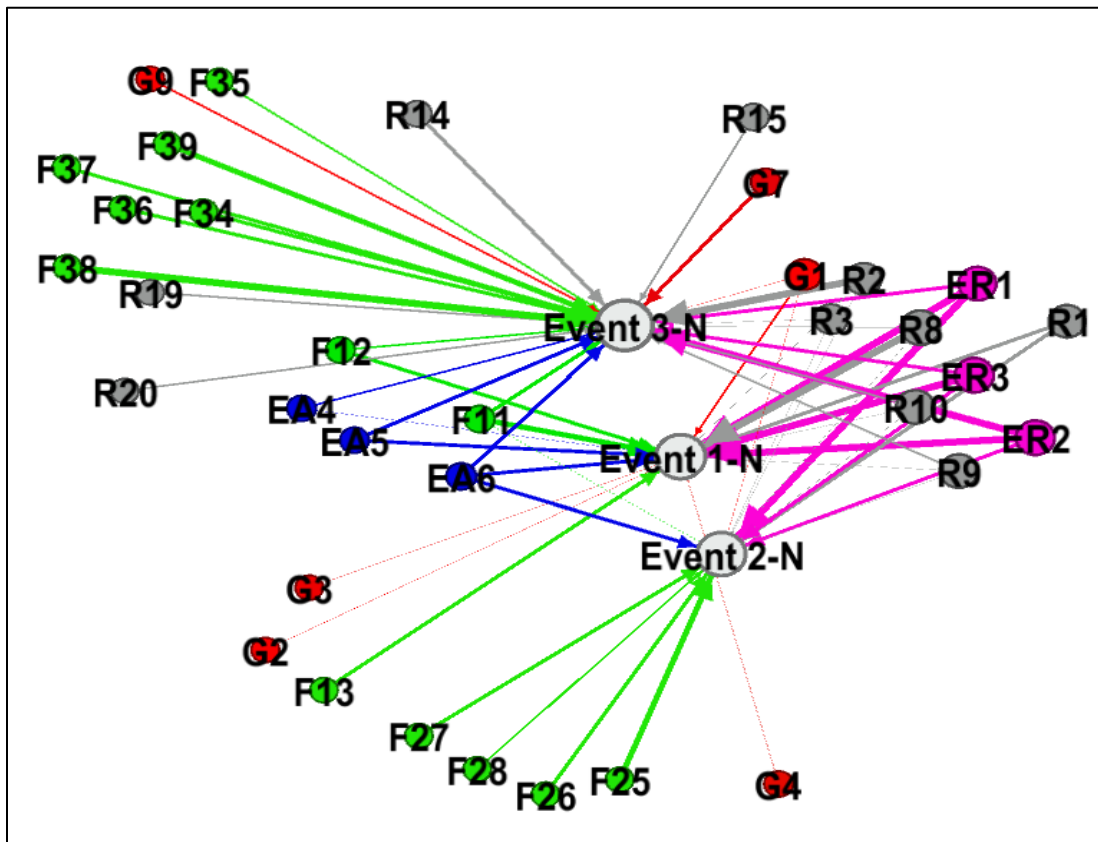 G9
F35
R14
R15
F39
F37
G7
F36
F34
F38
R19
G1
R2
ER1
Event 3-N
R3
R8
R1
F12
R20
ER3
EA4
F11
R10
EA5
ER2
Event 1-N
EA6
R9
Event 2-N
G3
G2
F13
F27
F28
F26
F25
G4